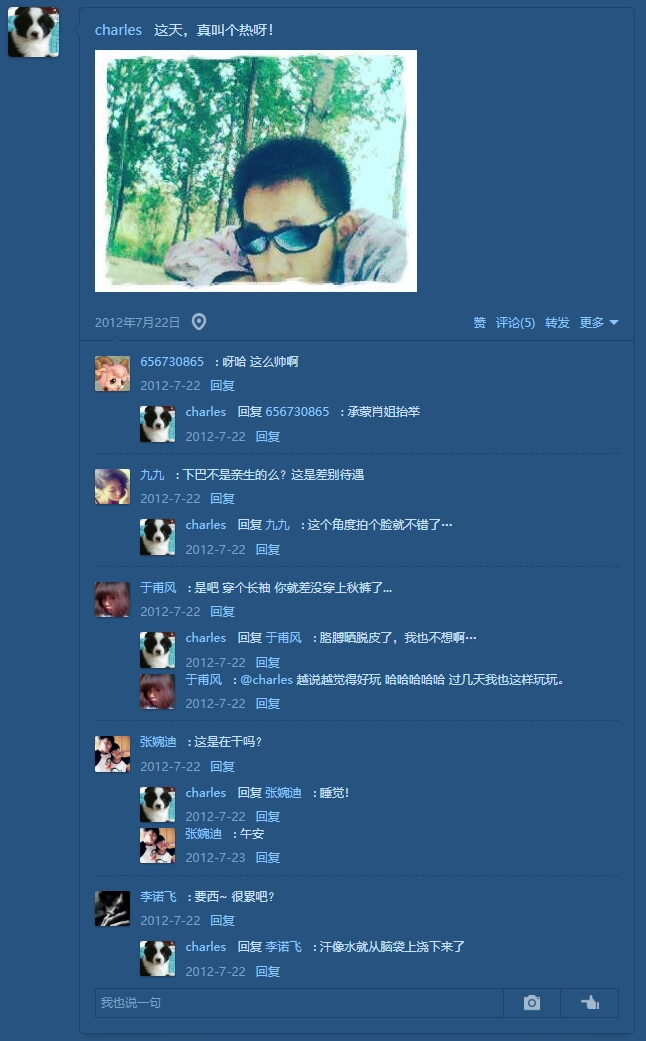 charles 这天，真叫个热呀！
2012年7月22日 赞 评论(5) 转发 更多
656730865 ：呀哈 这么帅啊
2012-7-22 回复
charles 回复 656730865 ：承蒙肖姐抬举
2012-7-22 回复
九九 ：下巴不是亲生的么？这是差别待遇
2012-7-22 回复
charles 回复 九九 ：这个角度拍个脸就不错了…
2012-7-22 回复
于甫风 ：是吧 穿个长袖 你就差没穿上秋裤了...
2012-7-22 回复
charles 回复 于甫风 ：胳膊晒脱皮了，我也不想啊…
2012-7-22 回复
于甫风 ：@charles 越说越觉得好玩 哈哈哈哈哈 过几天我也这样玩玩。
2012-7-22 回复
张婉迪 ：这是在干吗？
2012-7-22 回复
charles 回复 张婉迪 ：睡觉！
2012-7-22 回复
张婉迪 ：午安
2012-7-23 回复
李诺飞 ：要西~ 很累吧？
2012-7-22 回复
charles 回复 李诺飞 ：汗像水就从脑袋上浇下来了
2012-7-22 回复
我也说一句